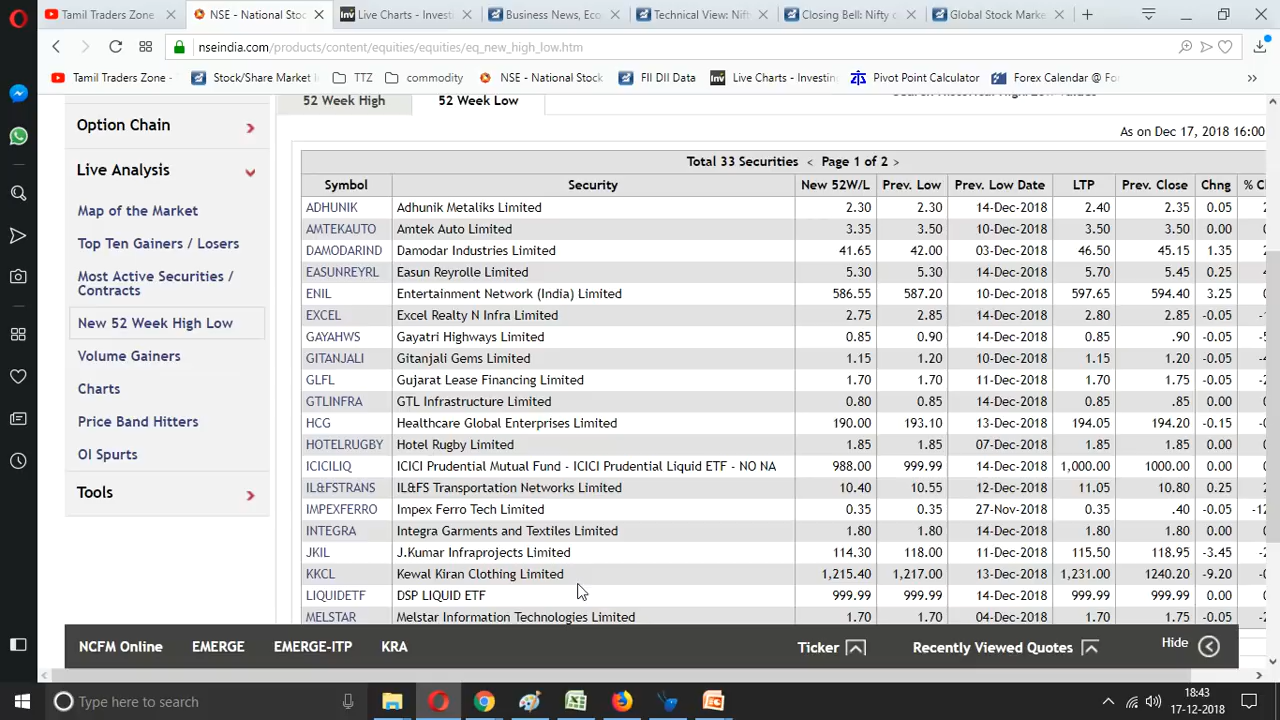 Tamil Traders Zone
NSE - National Stoc
Live Charts - Investi
Business News, Eco
Technical View: Nif
Closing Bell: Nifty c
Global Stock Marke
nseindia.com/products/content/equities/equities/eq_new_high_low.htm
Tamil Traders Zone -
Stock/Share Market
TTZ
commodity
NSE - National Stock
FII DII Data
Live Charts - Investin
Pivot Point Calculator
Forex Calendar @ Fo
52 Week High
52 Week Low
As on Dec 17, 2018 16:00
Option Chain
Live Analysis
Map of the Market
Top Ten Gainers / Losers
Most Active Securities /
Contracts
New 52 Week High Low
Volume Gainers
Charts
Price Band Hitters
OI Spurts
Tools
Total 33 Securities < Page 1 of 2 >
Symbol Security New 52W/L Prev. Low Prev. Low Date LTP Prev. Close Chng % C
ADHUNIK Adhunik Metaliks Limited 2.30 2.30 14-Dec-2018 2.40 2.35 0.05
AMTEKAUTO Amtek Auto Limited 3.35 3.50 10-Dec-2018 3.50 3.50 0.00
DAMODARIND Damodar Industries Limited 41.65 42.00 03-Dec-2018 46.50 45.15 1.35
EASUNREYRL Easun Reyrolle Limited 5.30 5.30 14-Dec-2018 5.70 5.45 0.25
ENIL Entertainment Network (India) Limited 586.55 587.20 10-Dec-2018 597.65 594.40 3.25
EXCEL Excel Realty N Infra Limited 2.75 2.85 14-Dec-2018 2.80 2.85 -0.05
GAYAHWS Gayatri Highways Limited 0.85 0.90 14-Dec-2018 0.85 .90 -0.05
GITANJALI Gitanjali Gems Limited 1.15 1.20 10-Dec-2018 1.15 1.20 -0.05
GLFL Gujarat Lease Financing Limited 1.70 1.70 11-Dec-2018 1.70 1.75 -0.05
GTLINFRA GTL Infrastructure Limited 0.80 0.85 14-Dec-2018 0.85 .85 0.00
HCG Healthcare Global Enterprises Limited 190.00 193.10 13-Dec-2018 194.05 194.20 -0.15
HOTELRUGBY Hotel Rugby Limited 1.85 1.85 07-Dec-2018 1.85 1.85 0.00
ICICILIQ ICICI Prudential Mutual Fund - ICICI Prudential Liquid ETF - NO NA 988.00 999.99 14-Dec-2018 1,000.00 1000.00 0.00
IL&FSTRANS IL&FS Transportation Networks Limited 10.40 10.55 12-Dec-2018 11.05 10.80 0.25
IMPEXFERRO Impex Ferro Tech Limited 0.35 0.35 27-Nov-2018 0.35 .40 -0.05
INTEGRA Integra Garments and Textiles Limited 1.80 1.80 14-Dec-2018 1.80 1.80 0.00
JKIL J.Kumar Infraprojects Limited 114.30 118.00 11-Dec-2018 115.50 118.95 -3.45
KKCL Kewal Kiran Clothing Limited 1,215.40 1,217.00 13-Dec-2018 1,231.00 1240.20 -9.20
LIQUIDETF DSP LIQUID ETF 999.99 999.99 14-Dec-2018 999.99 999.99 0.00
MELSTAR Melstar Information Technologies Limited 1.70 1.70 04-Dec-2018 1.70 1.75 -0.05
NCFM Online
EMERGE
EMERGE-ITP
KRA
Ticker
Recently Viewed Quotes
Hide
Type here to search
18:43
17-12-2018